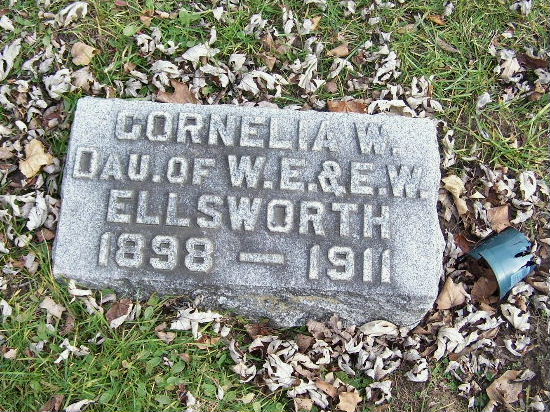 CORNELIA W.
DAU. OF W.E. & E.W.
ELLSWORTH
1898 — 1911